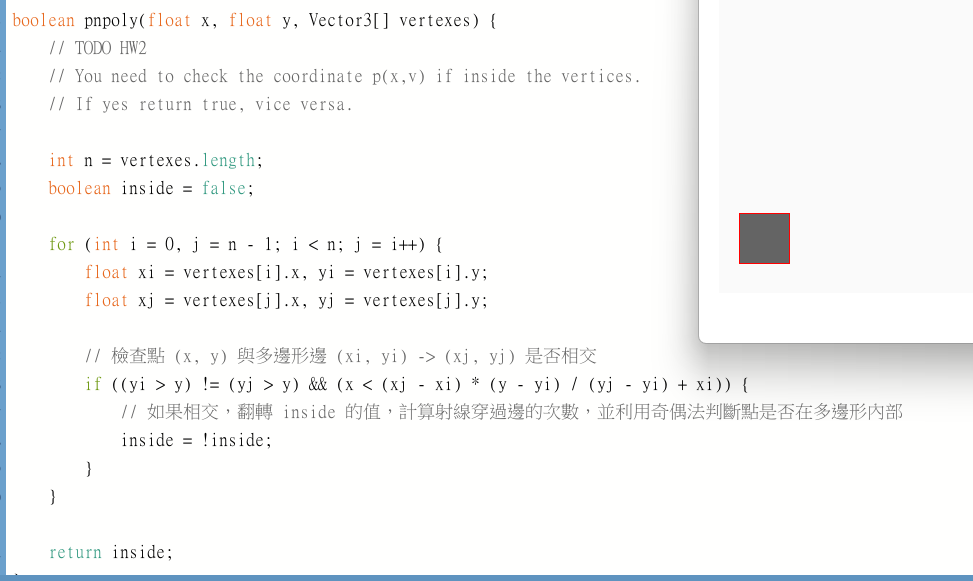 boolean pnpoly(float x, float y, Vector3[] vertexes) {
// TODO HW2
// You need to check the coordinate p(x,v) if inside the vertices.
// If yes return true, vice versa.
int n = vertexes.length;
boolean inside = false;
for (int i = 0, j = n - 1; i < n; j = i++) {
float xi = vertexes[i].x, yi = vertexes[i].y;
float xj = vertexes[j].x, yj = vertexes[j].y;
// 檢查點 (x, y) 與多邊形邊 (xi, yi) -> (xj, yj) 是否相交
if ((yi > y) != (yj > y) && (x < (xj - xi) * (y - yi) / (yj - yi) + xi)) {
// 如果相交，翻轉 inside 的值，計算射線穿過邊的次數，並利用奇偶法判斷點是否在多邊形內部
inside = !inside;
}
}
return inside;